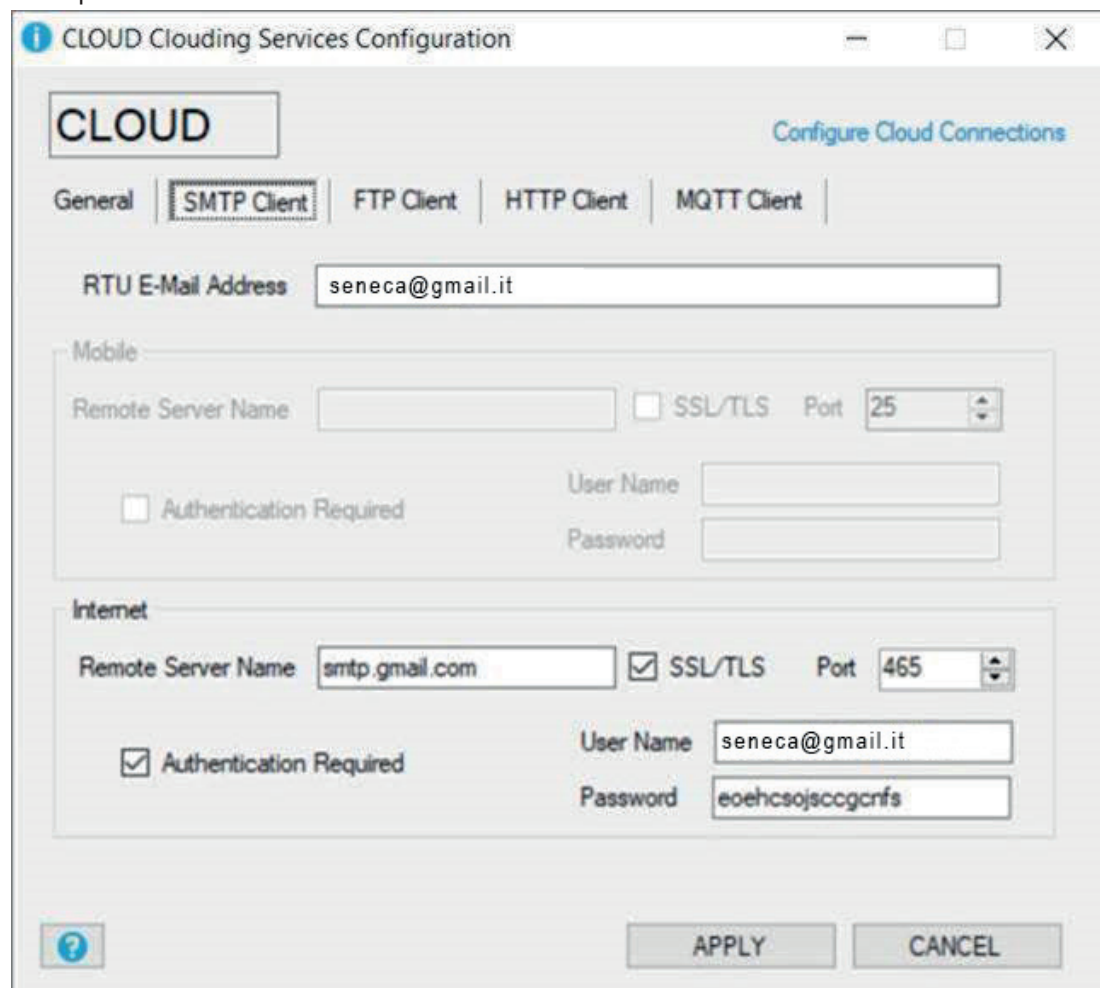 CLOUD Clouding Services Configuration
CLOUD
Configure Cloud Connections
General SMTP Client FTP Client HTTP Client MQTT Client
RTU E-Mail Address seneca@gmail.it
Mobile
Remote Server Name SSL/TLS Port 25
User Name
Authentication Required
Password
Internet
Remote Server Name smtp.gmail.com SSL/TLS Port 465
User Name seneca@gmail.it
Authentication Required
Password eoehcsojsccgcnfs
? APPLY CANCEL